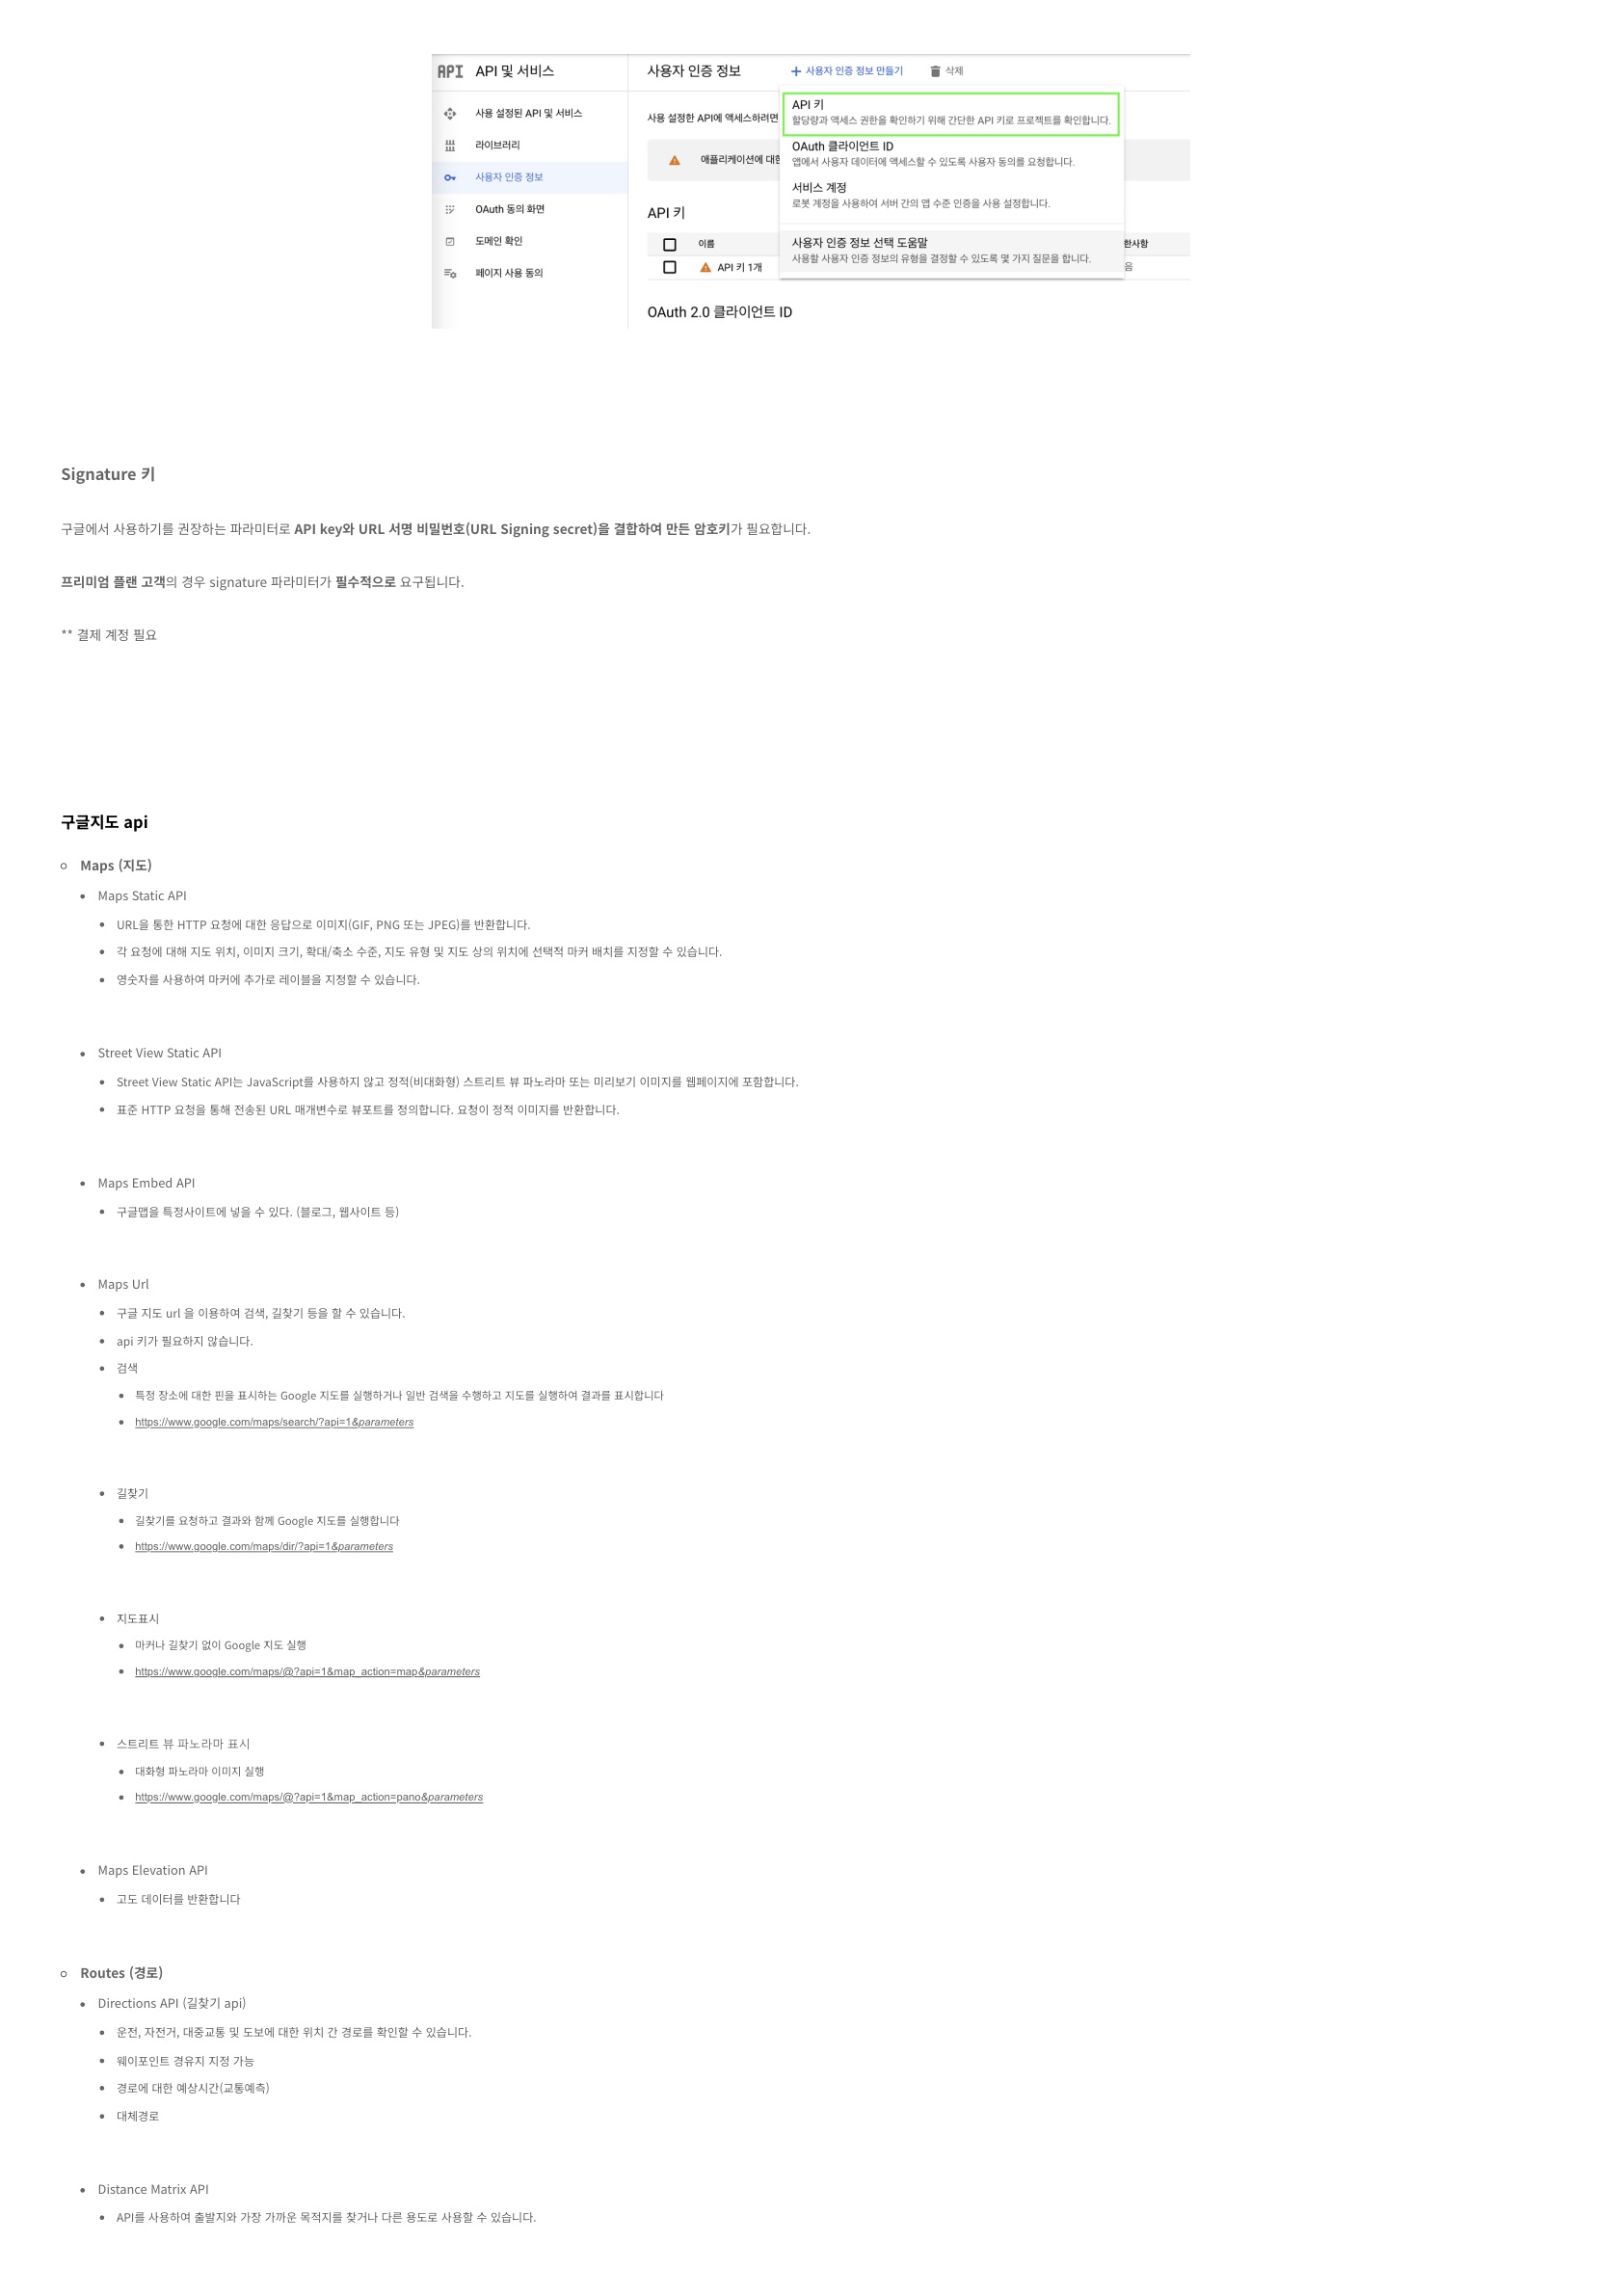 API API 및 서비스
사용자 인증 정보
사용자 인증 정보 만들기
삭제
사용 설정된 API 및 서비스
라이브러리
사용자 인증 정보
OAuth 동의 화면
도메인 확인
페이지 사용 동의
사용 설정한 API에 액세스하려면
애플리케이션에 대한
API 키
이름
한사항
API 키 1개
음
OAuth 2.0 클라이언트 ID
API 키
할당량과 액세스 권한을 확인하기 위해 간단한 API 키로 프로젝트를 확인합니다.
OAuth 클라이언트 ID
앱에서 사용자 데이터에 액세스할 수 있도록 사용자 동의를 요청합니다.
서비스 계정
로봇 계정을 사용하여 서버 간의 앱 수준 인증을 사용 설정합니다.
사용자 인증 정보 선택 도움말
사용할 사용자 인증 정보의 유형을 결정할 수 있도록 몇 가지 질문을 합니다.
Signature 키
구글에서 사용하기를 권장하는 파라미터로 API key와 URL 서명 비밀번호(URL Signing secret)을 결합하여 만든 암호키가 필요합니다.
프리미엄 플랜 고객의 경우 signature 파라미터가 필수적으로 요구됩니다.
** 결제 계정 필요
구글지도 api
Maps (지도)
Maps Static API
URL을 통한 HTTP 요청에 대한 응답으로 이미지(GIF, PNG 또는 JPEG)를 반환합니다.
각 요청에 대해 지도 위치, 이미지 크기, 확대/축소 수준, 지도 유형 및 지도 상의 위치에 선택적 마커 배치를 지정할 수 있습니다.
영숫자를 사용하여 마커에 추가로 레이블을 지정할 수 있습니다.
Street View Static API
Street View Static API는 JavaScript를 사용하지 않고 정적(비대화형) 스트리트 뷰 파노라마 또는 미리보기 이미지를 웹페이지에 포함합니다.
표준 HTTP 요청을 통해 전송된 URL 매개변수로 뷰포트를 정의합니다. 요청이 정적 이미지를 반환합니다.
Maps Embed API
구글맵을 특정사이트에 넣을 수 있다. (블로그, 웹사이트 등)
Maps Url
구글 지도 url 을 이용하여 검색, 길찾기 등을 할 수 있습니다.
api 키가 필요하지 않습니다.
검색
특정 장소에 대한 핀을 표시하는 Google 지도를 실행하거나 일반 검색을 수행하고 지도를 실행하여 결과를 표시합니다
https://www.google.com/maps/search/?api=1&parameters
길찾기
길찾기를 요청하고 결과와 함께 Google 지도를 실행합니다
https://www.google.com/maps/dir/?api=1&parameters
지도표시
마커나 길찾기 없이 Google 지도 실행
https://www.google.com/maps/@?api=1&map_action=map&parameters
스트리트 뷰 파노라마 표시
대화형 파노라마 이미지 실행
https://www.google.com/maps/@?api=1&map_action=pano&parameters
Maps Elevation API
고도 데이터를 반환합니다
Routes (경로)
Directions API (길찾기 api)
운전, 자전거, 대중교통 및 도보에 대한 위치 간 경로를 확인할 수 있습니다.
웨이포인트 경유지 지정 가능
경로에 대한 예상시간(교통예측)
대체경로
Distance Matrix API
API를 사용하여 출발지와 가장 가까운 목적지를 찾거나 다른 용도로 사용할 수 있습니다.